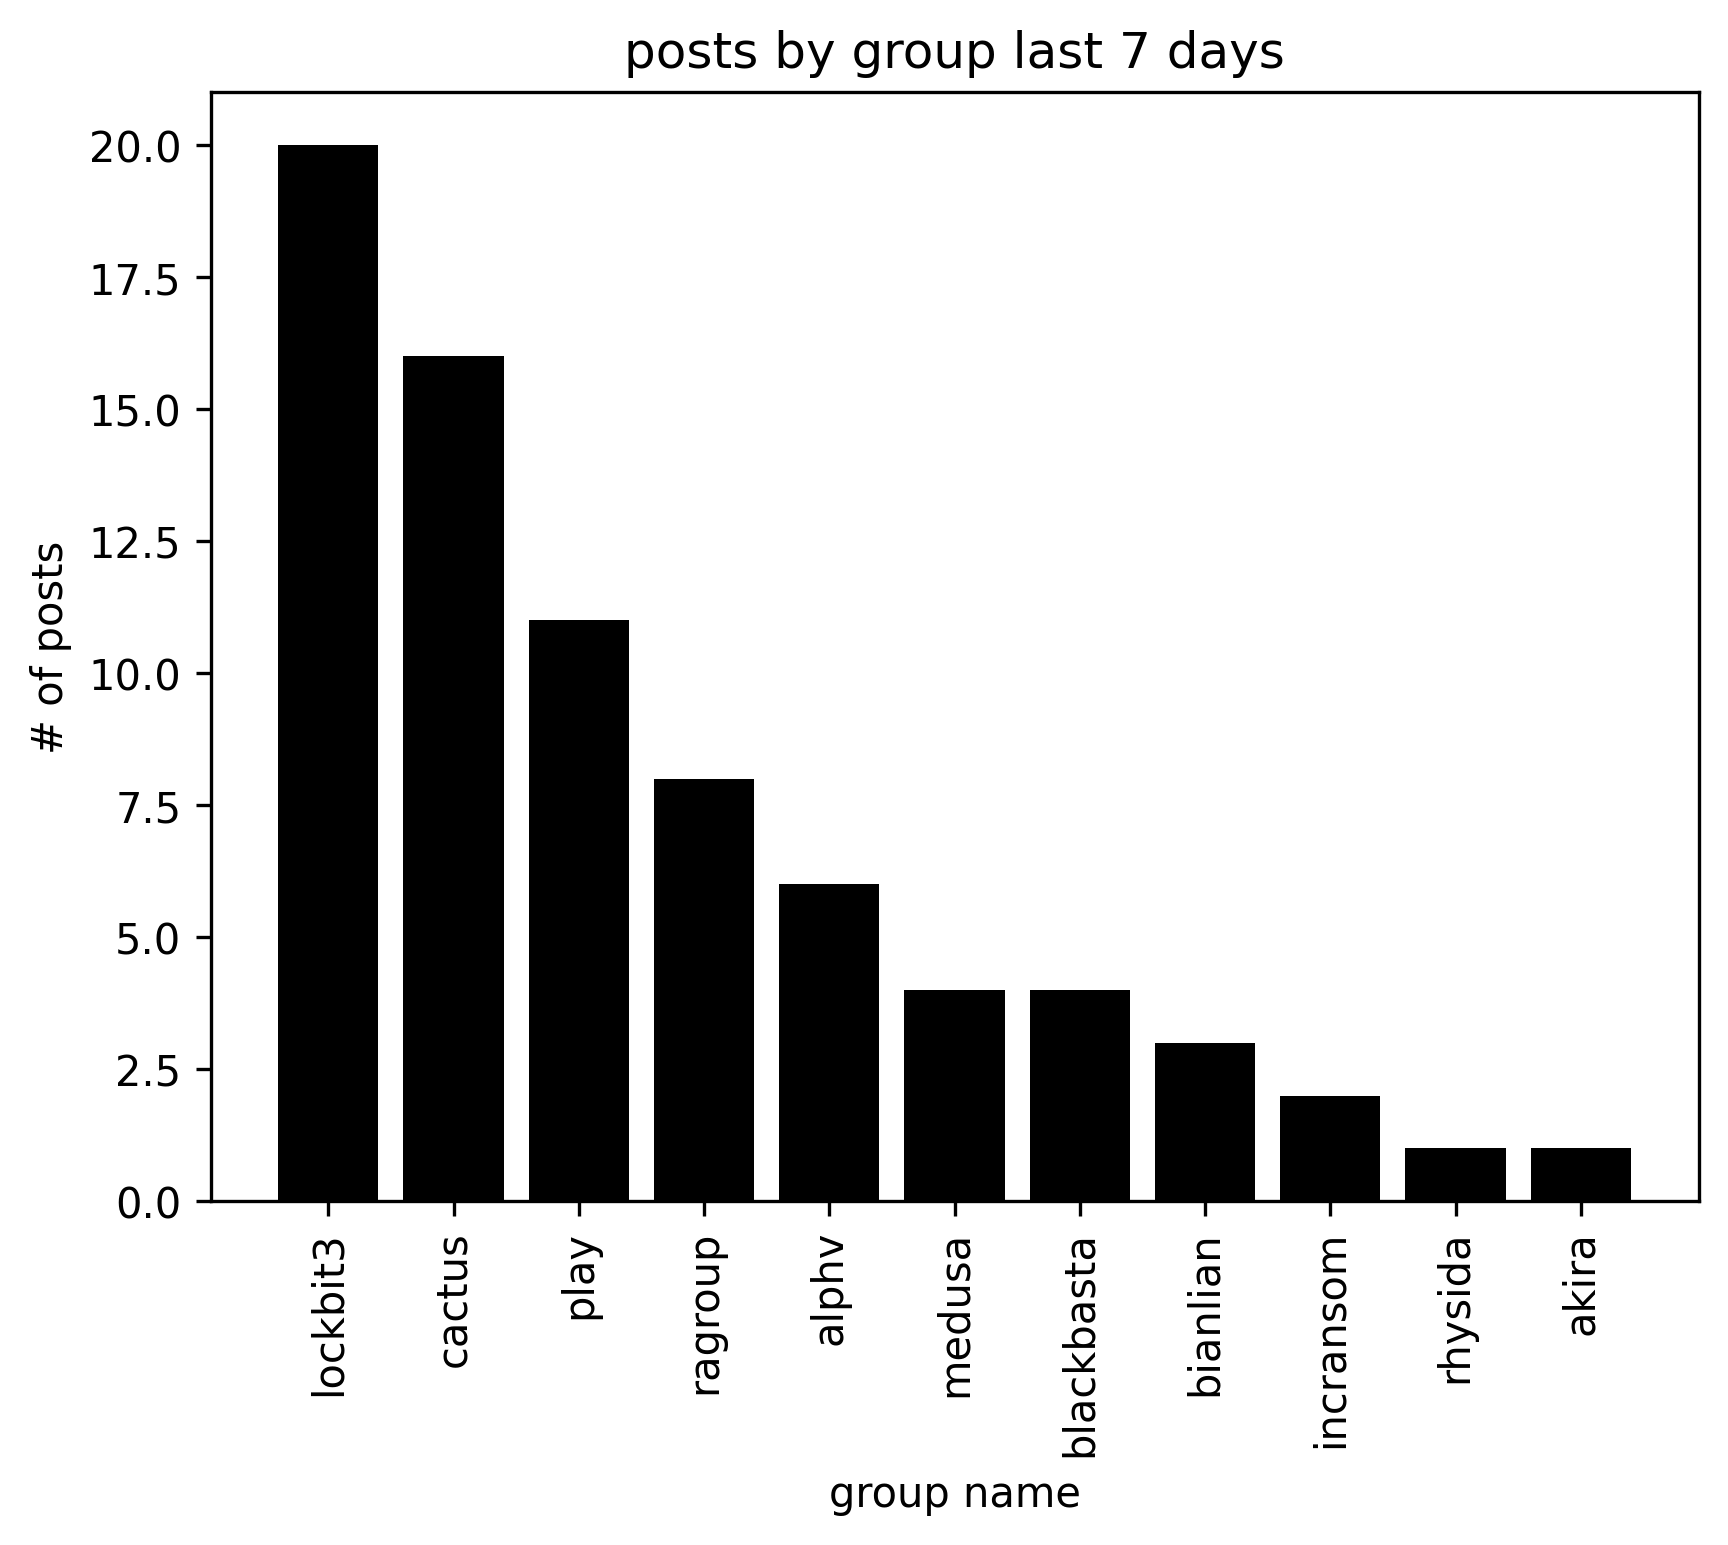 posts by group last 7 days
# of posts
20.0
17.5
15.0
12.5
10.0
7.5
5.0
2.5
0.0
lockbit3
cactus
play
ragroup
alphv
medusa
blackbasta
bianlian
incransom
rhysida
akira
group name